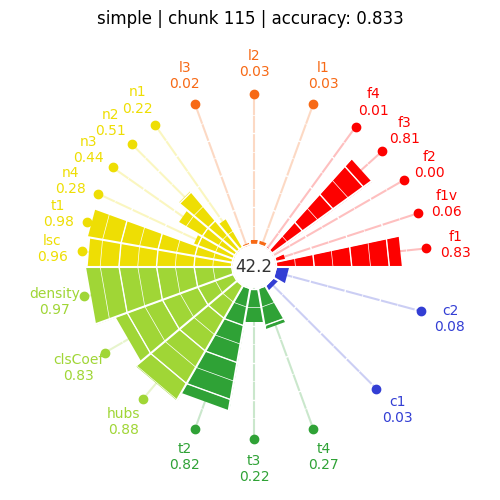 simple | chunk 115 | accuracy: 0.833
l3
0.02
l2
0.03
l1
0.03
f4
0.01
f3
0.81
f2
0.00
f1v
0.06
f1
0.83
n1
0.22
n2
0.51
n3
0.44
n4
0.28
t1
0.98
lsc
0.96
density
0.97
clsCoef
0.83
hubs
0.88
t2
0.82
t3
0.22
t4
0.27
c1
0.03
c2
0.08
42.2